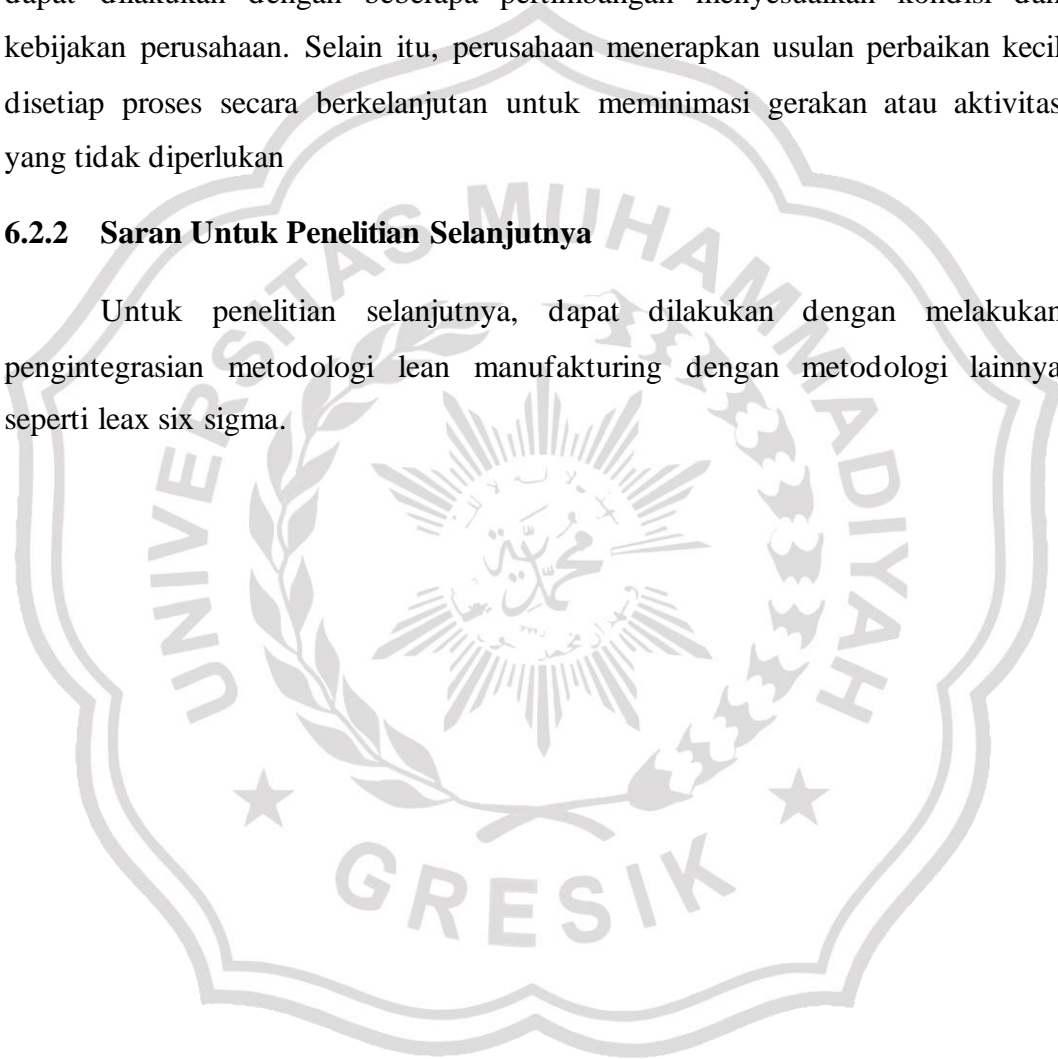 dapat dilakukan dengan beberapa pertimbangan menyesuaikan kondisi dan
kebijakan perusahaan. Selain itu, perusahaan menerapkan usulan perbaikan kecil
disetiap proses secara berkelanjutan untuk meminimasi gerakan atau aktivitas
yang tidak diperlukan
6.2.2 Saran Untuk Penelitian Selanjutnya
Untuk penelitian selanjutnya, dapat dilakukan dengan melakukan
pengintegrasian metodologi lean manufakturing dengan metodologi lainnya
seperti leax six sigma.
UNIVERSITAS MUHAMMADIYAH
محمدية
GRESIK